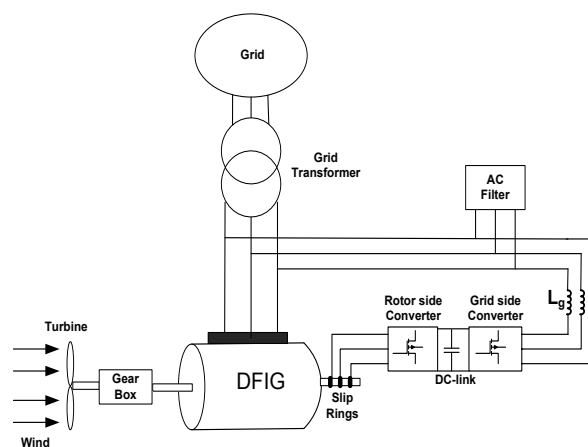 Grid
Grid
Transformer
AC
Filter
Rotor side
Converter
Grid side
Converter
Lg
Turbine
Gear
Box
DFIG
DC-link
Slip
Rings
Wind